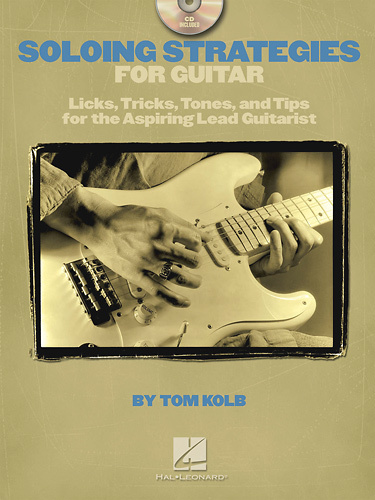 CD
INCLUDED
SOLOING STRATEGIES
FOR GUITAR
Licks, Tricks, Tones, and Tips
for the Aspiring Lead Guitarist
BY TOM KOLB
HAL•LEONARD®